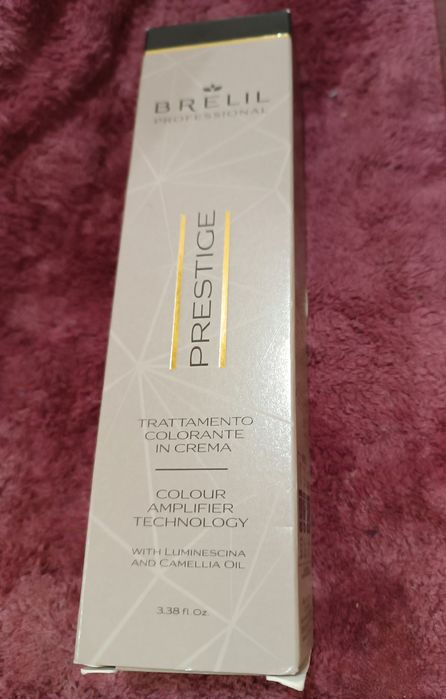 BRELIL
PROFESSIONAL
PRESTIGE
TRATTAMENTO
COLORANTE
IN CREMA
COLOUR
AMPLIFIER
TECHNOLOGY
WITH LUMINESCINA
AND CAMELLIA OIL
3.38 fl. Oz.